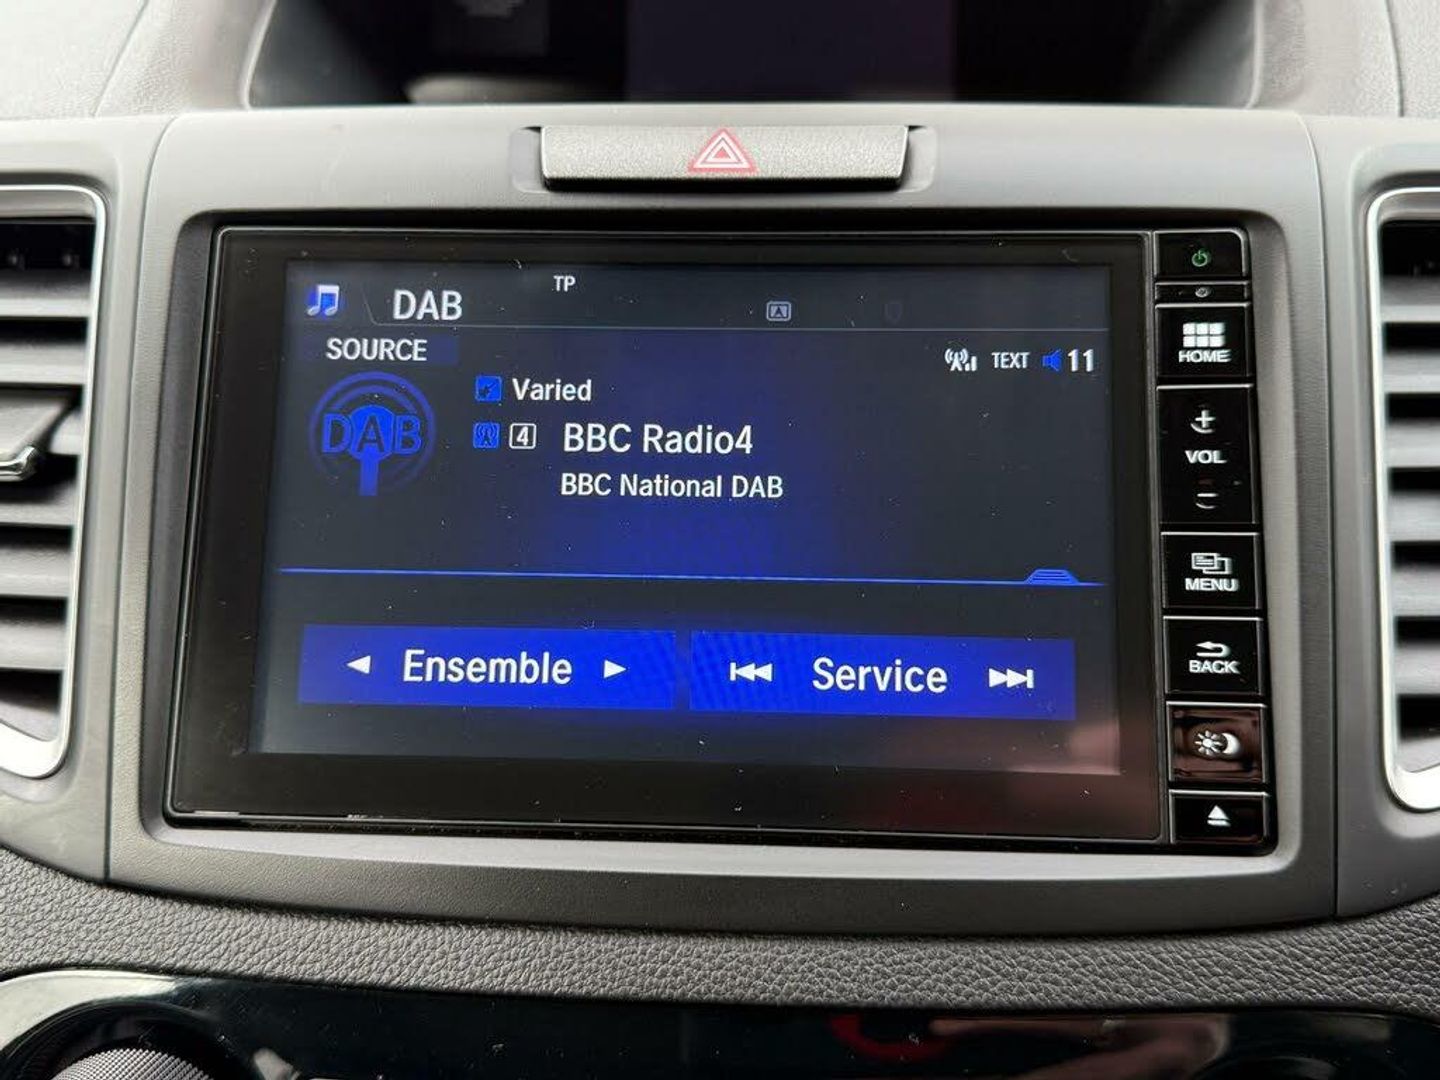 TP
DAB
SOURCE
TEXT 11
DAB
Varied
4 BBC Radio4
BBC National DAB
Ensemble
Service
HOME
+
VOL
-
MENU
BACK